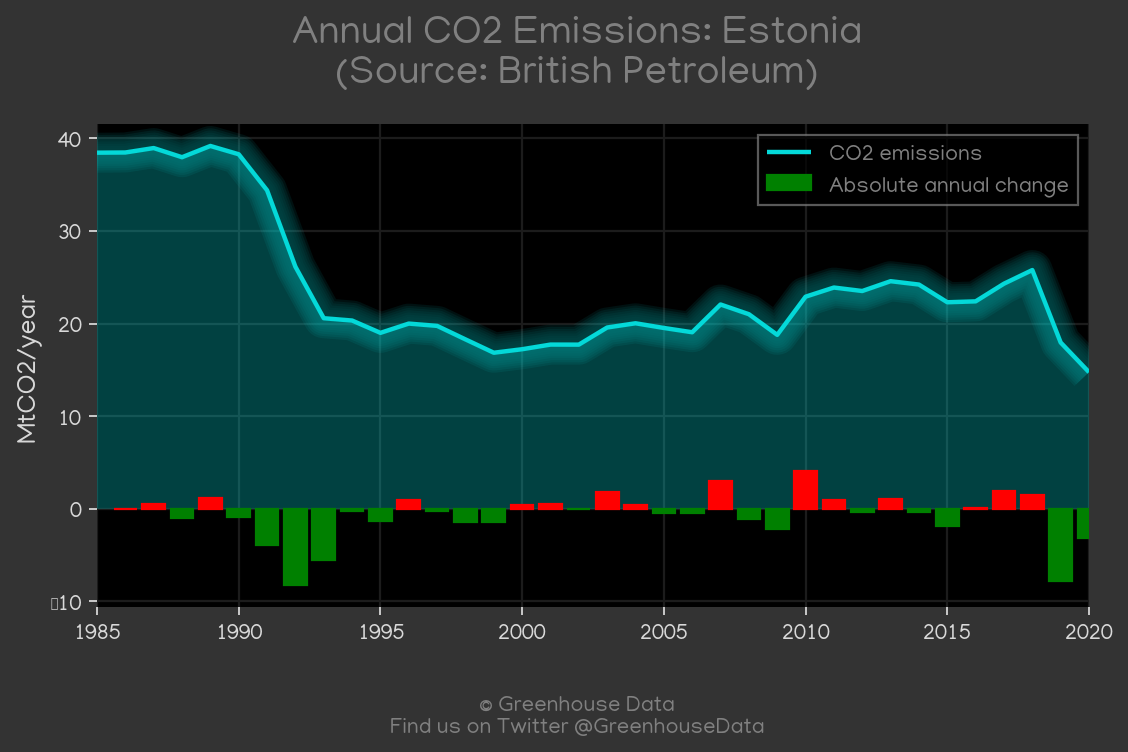 Annual CO2 Emissions: Estonia
(Source: British Petroleum)
CO2 emissions
Absolute annual change
MtCO2/year
40
30
20
10
0
▯10
1985 1990 1995 2000 2005 2010 2015 2020
© Greenhouse Data
Find us on Twitter @GreenhouseData